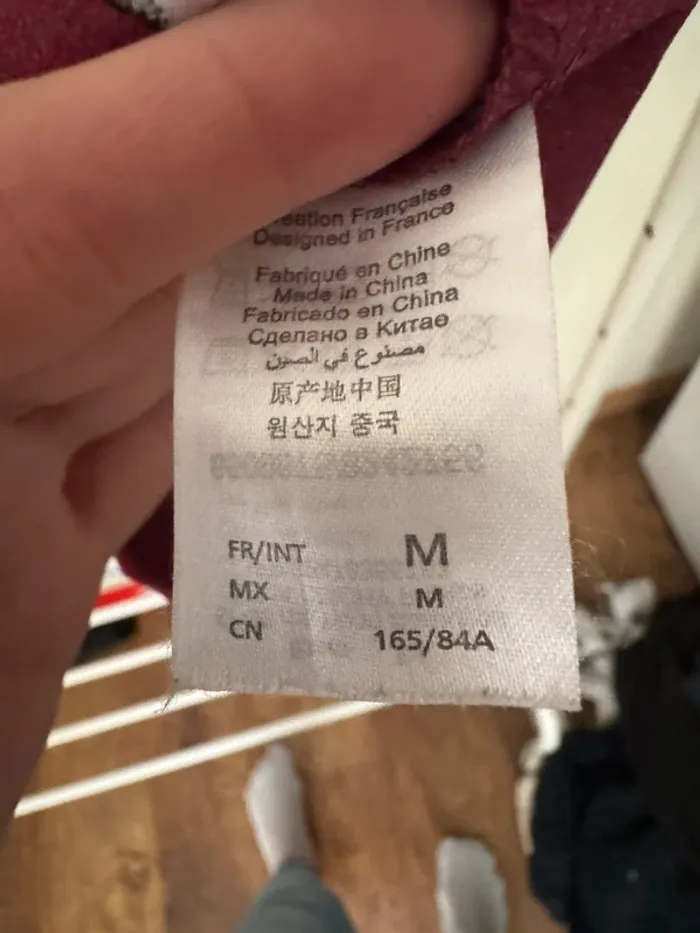 Française
Designed in France
Fabriqué en Chine
Made in China
Fabricado en China
Сделано в Китае
مصنوع في الصين
原产地中国
원산지 중국
FR/INT M
MX M
CN 165/84A